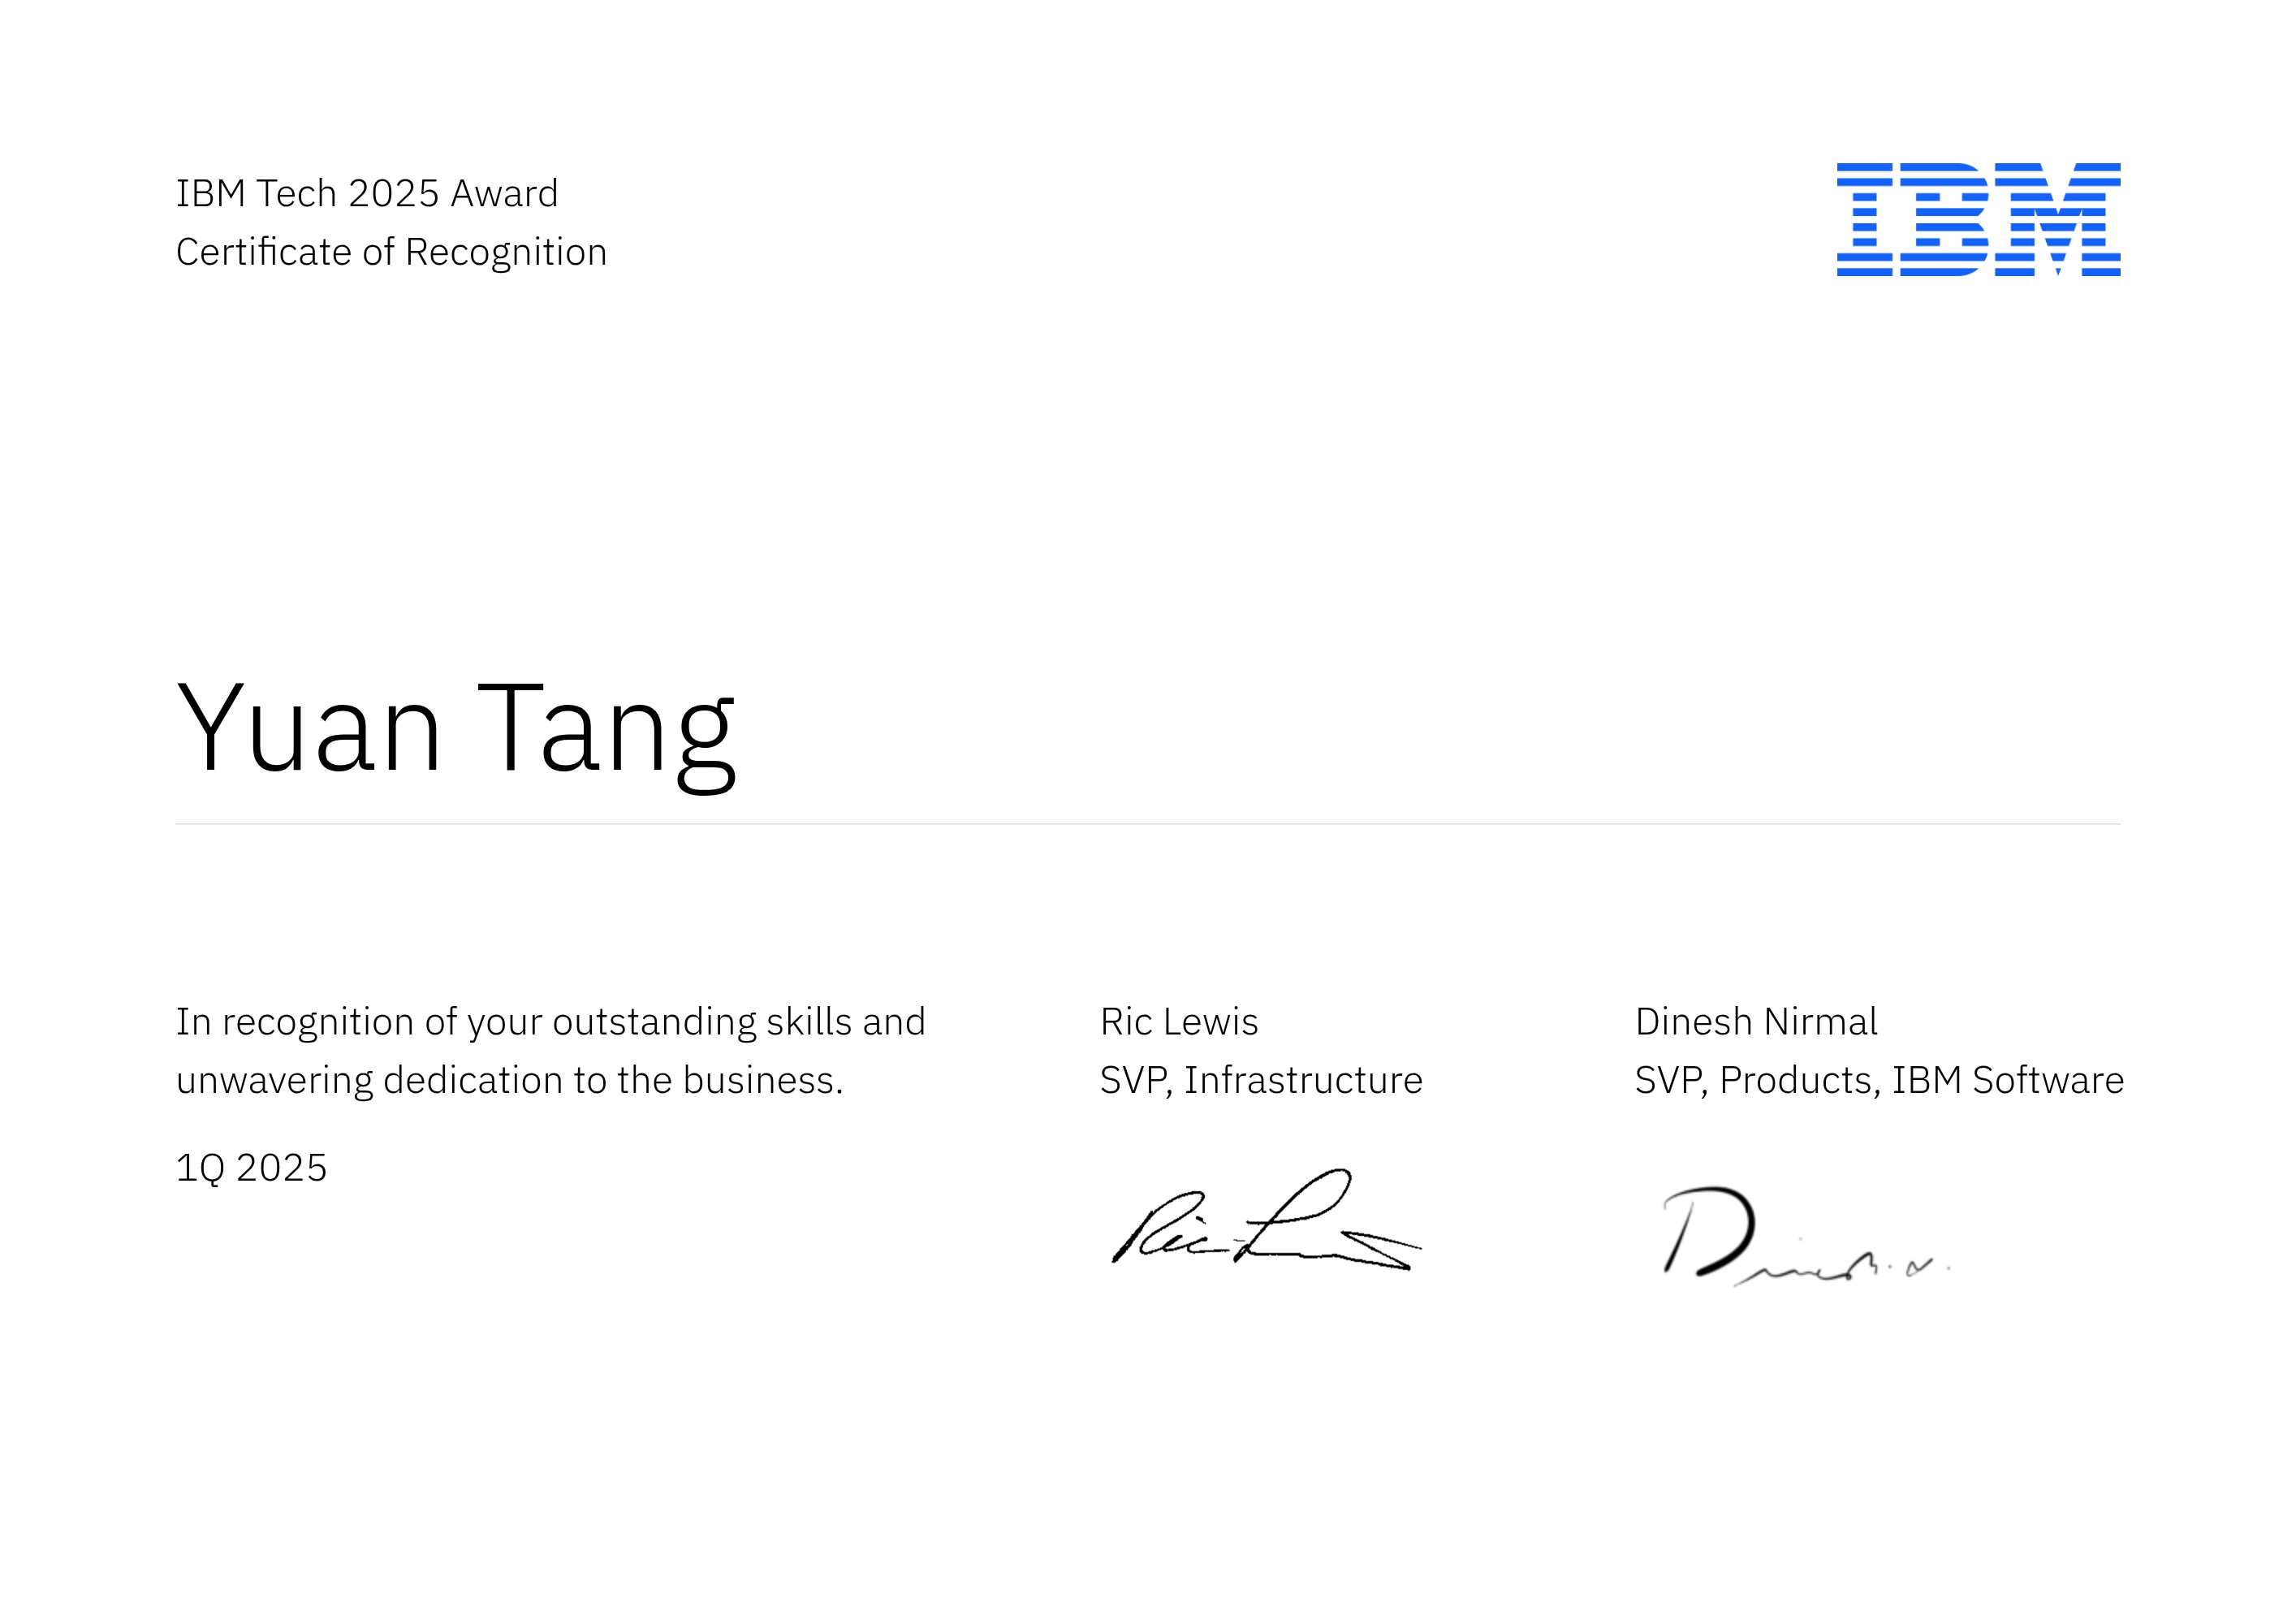 IBM Tech 2025 Award
Certificate of Recognition
IBM
Yuan Tang
In recognition of your outstanding skills and
unwavering dedication to the business.
1Q 2025
Ric Lewis
SVP, Infrastructure
Dinesh Nirmal
SVP, Products, IBM Software